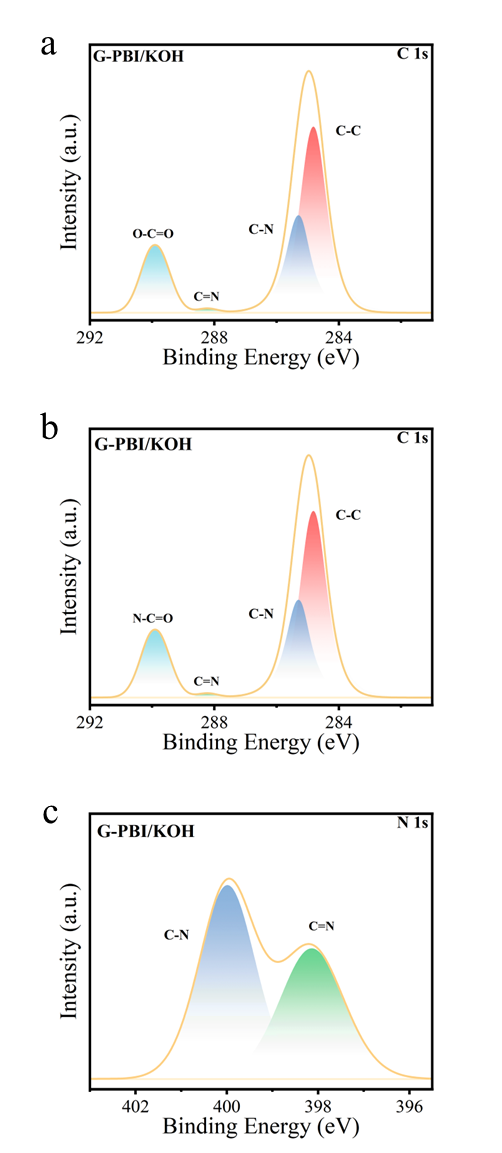 a
G-PBI/KOH
C 1s
C-C
C-N
O-C=O
C=N
Intensity (a.u.)
292
288
284
Binding Energy (eV)
b
G-PBI/KOH
C 1s
C-C
C-N
N-C=O
C=N
Intensity (a.u.)
292
288
284
Binding Energy (eV)
c
G-PBI/KOH
N 1s
C-N
C=N
Intensity (a.u.)
402
400
398
396
Binding Energy (eV)